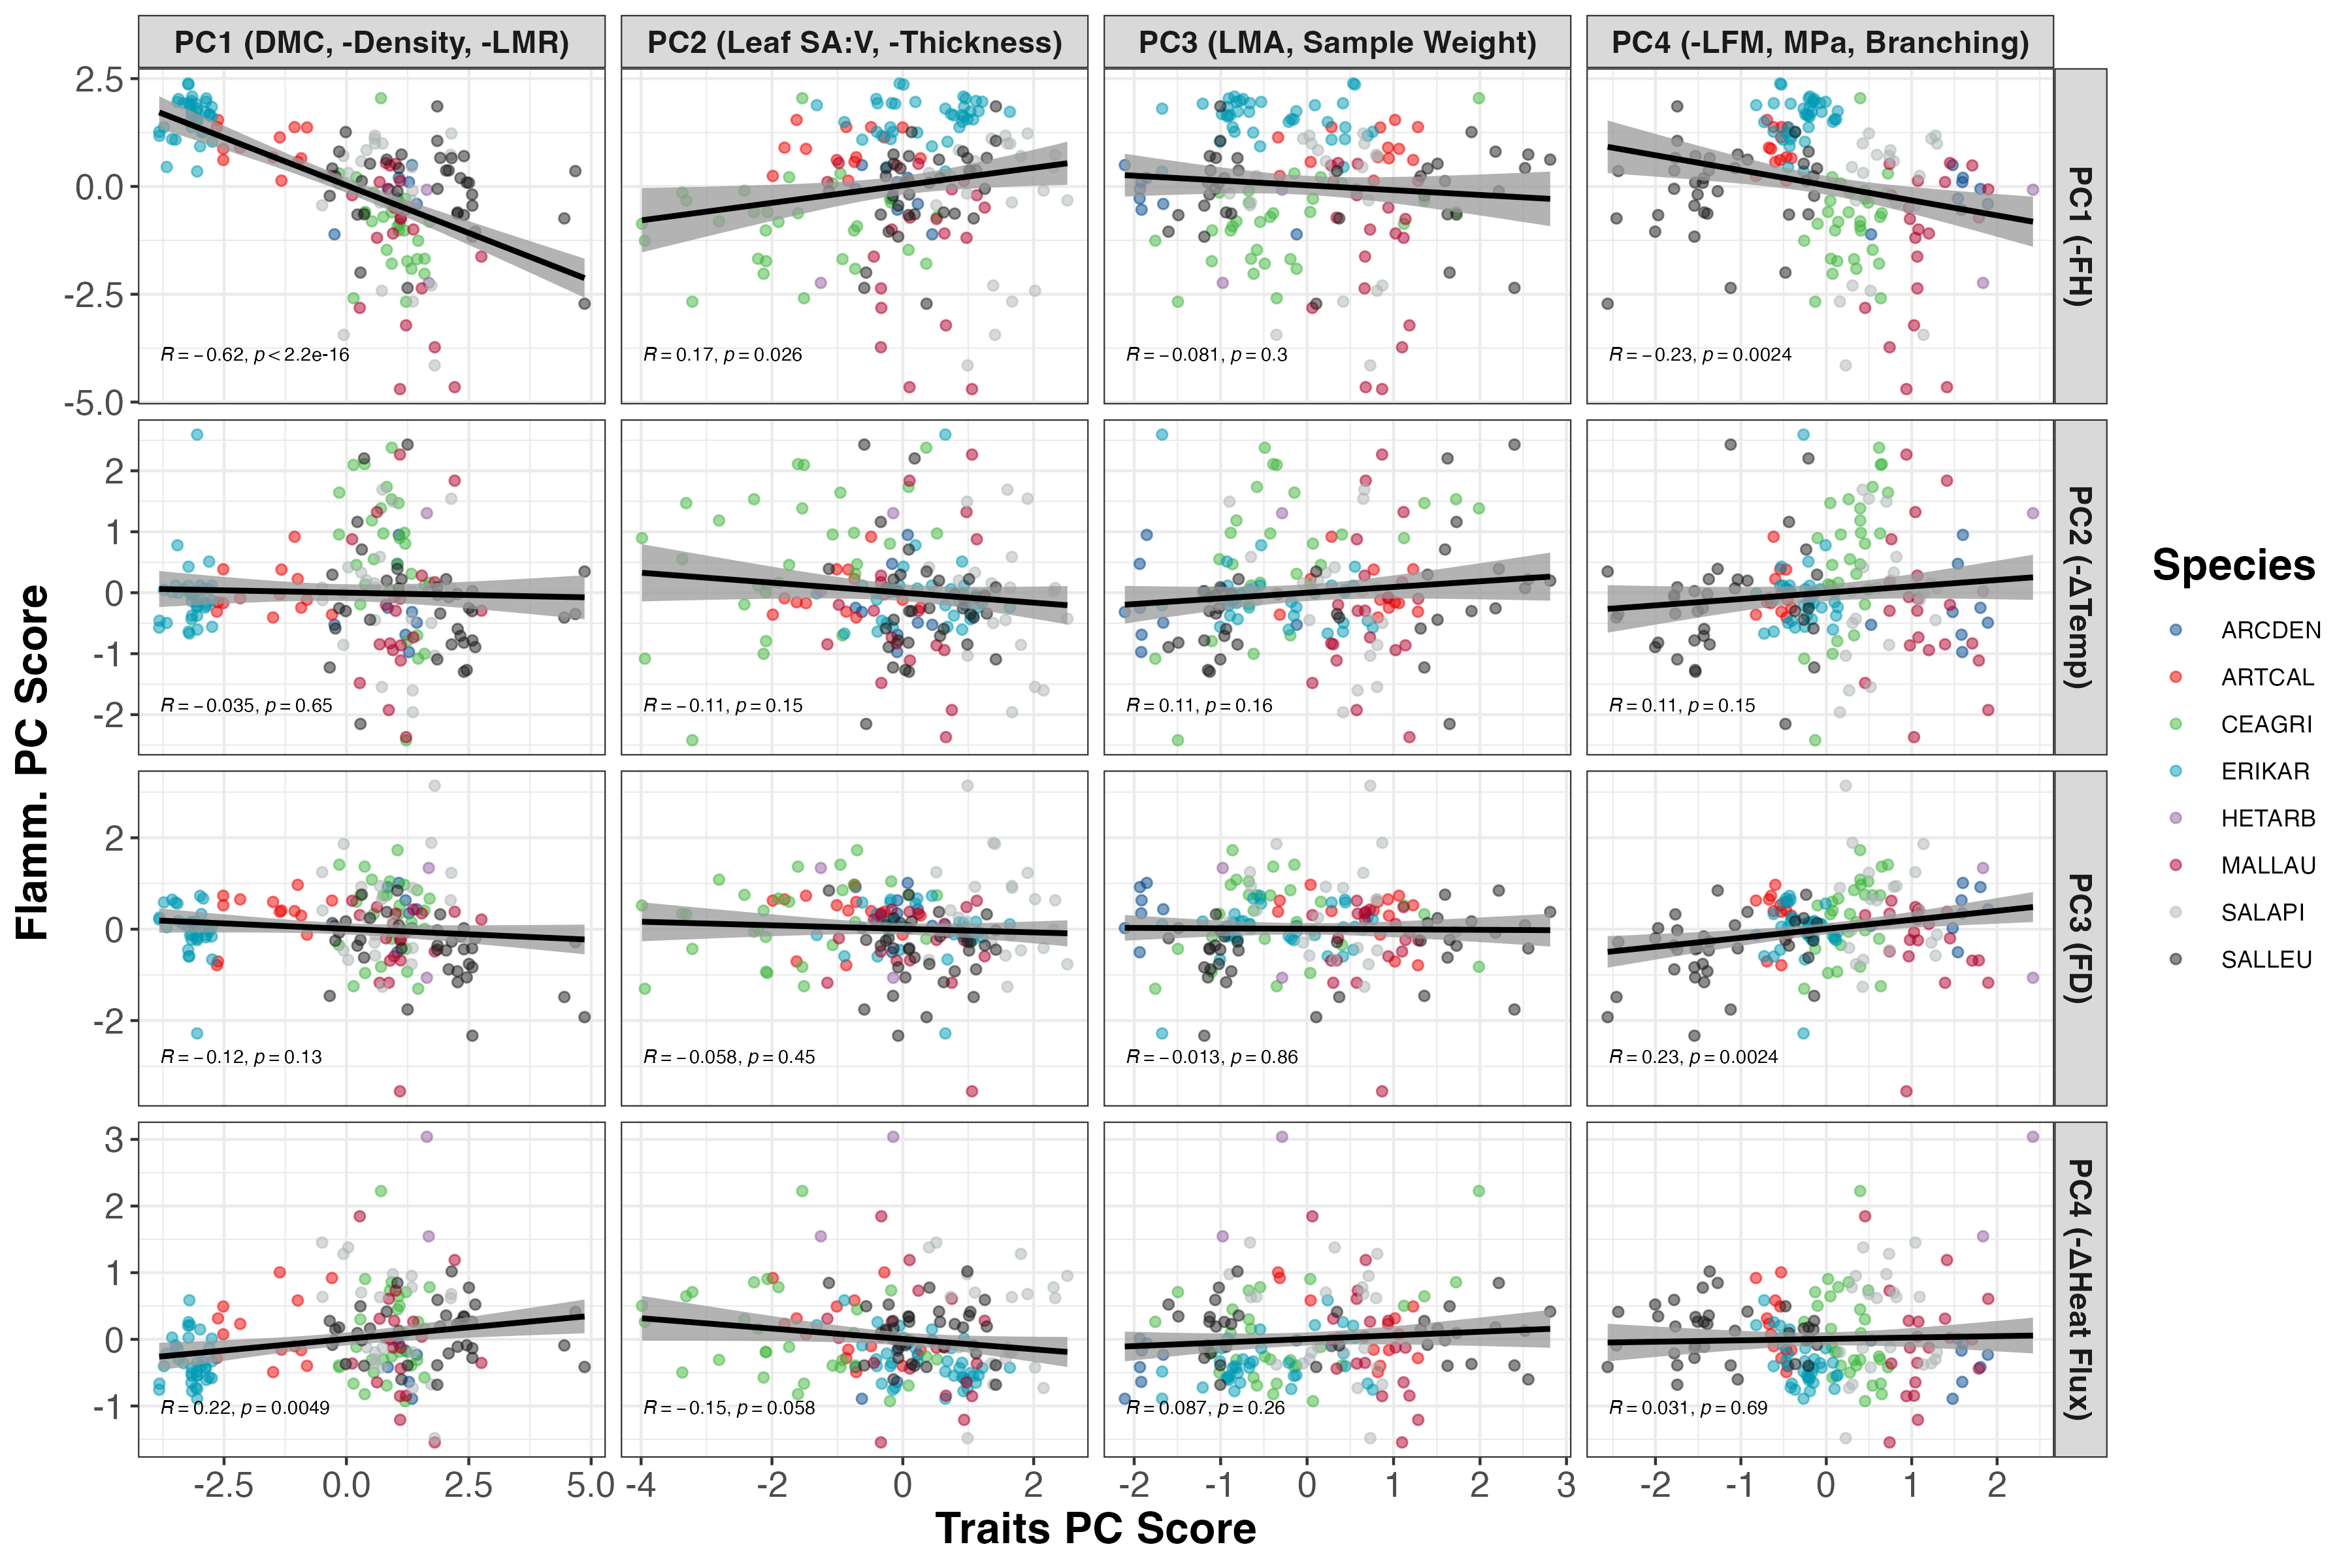 PC1 (DMC, -Density, -LMR)
PC2 (Leaf SA:V, -Thickness)
PC3 (LMA, Sample Weight)
PC4 (-LFM, MPa, Branching)
2.5
0.0
-2.5
-5.0
R = −0.62, p < 2.2e-16
R = 0.17, p = 0.026
R = −0.081, p = 0.3
R = −0.23, p = 0.0024
PC1 (-FH)
2
1
0
-1
-2
R = −0.035, p = 0.65
R = −0.11, p = 0.15
R = 0.11, p = 0.16
R = 0.11, p = 0.15
PC2 (-ΔTemp)
2
0
-2
R = −0.12, p = 0.13
R = −0.058, p = 0.45
R = −0.013, p = 0.86
R = 0.23, p = 0.0024
PC3 (FD)
3
2
1
0
-1
R = 0.22, p = 0.0049
R = −0.15, p = 0.058
R = 0.087, p = 0.26
R = 0.031, p = 0.69
PC4 (-ΔHeat Flux)
-2.5 0.0 2.5 5.0
-4 -2 0 2
-2 -1 0 1 2 3
-2 -1 0 1 2
Traits PC Score
Flamm. PC Score
Species
ARCDEN
ARTCAL
CEAGRI
ERIKAR
HETARB
MALLAU
SALAPI
SALLEU